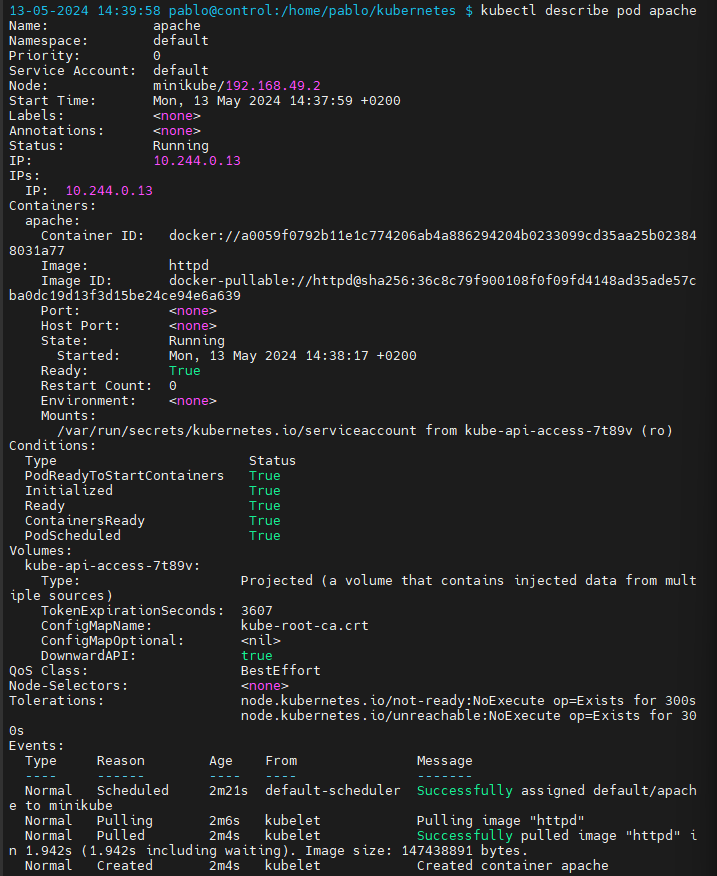 13-05-2024 14:39:58 pablo@control:/home/pablo/kubernetes $ kubectl describe pod apache
Name:             apache
Namespace:        default
Priority:         0
Service Account:  default
Node:             minikube/192.168.49.2
Start Time:       Mon, 13 May 2024 14:37:59 +0200
Labels:           <none>
Annotations:      <none>
Status:           Running
IP:               10.244.0.13
IPs:
  IP:  10.244.0.13
Containers:
  apache:
    Container ID:   docker://a0059f0792b11e1c774206ab4a886294204b0233099cd35aa25b02384
8031a77
    Image:          httpd
    Image ID:       docker-pullable://httpd@sha256:36c8c79f900108f0f09fd4148ad35ade57c
ba0dc19d13f3d15be24ce94e6a639
    Port:           <none>
    Host Port:      <none>
    State:          Running
      Started:      Mon, 13 May 2024 14:38:17 +0200
    Ready:          True
    Restart Count:  0
    Environment:    <none>
    Mounts:
      /var/run/secrets/kubernetes.io/serviceaccount from kube-api-access-7t89v (ro)
Conditions:
  Type                        Status
  PodReadyToStartContainers   True
  Initialized                 True
  Ready                       True
  ContainersReady             True
  PodScheduled                True
Volumes:
  kube-api-access-7t89v:
    Type:                    Projected (a volume that contains injected data from mult
iple sources)
    TokenExpirationSeconds:  3607
    ConfigMapName:           kube-root-ca.crt
    ConfigMapOptional:       <nil>
    DownwardAPI:             true
QoS Class:                   BestEffort
Node-Selectors:              <none>
Tolerations:                 node.kubernetes.io/not-ready:NoExecute op=Exists for 300s
                             node.kubernetes.io/unreachable:NoExecute op=Exists for 30
0s
Events:
  Type     Reason        Age    From               Message
  ----     ------        ----   ----               -------
  Normal   Scheduled     2m21s  default-scheduler  Successfully assigned default/apach
e to minikube
  Normal   Pulling       2m6s   kubelet            Pulling image "httpd"
  Normal   Pulled        2m4s   kubelet            Successfully pulled image "httpd" i
n 1.942s (1.942s including waiting). Image size: 147438891 bytes.
  Normal   Created       2m4s   kubelet            Created container apache